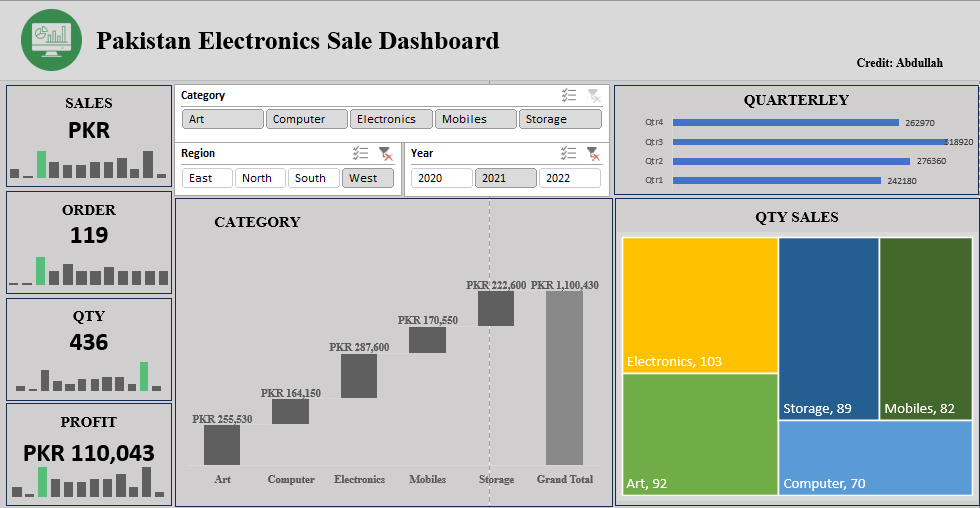 Pakistan Electronics Sale Dashboard
Credit: Abdullah
SALES
PKR
ORDER
119
QTY
436
PROFIT
PKR 110,043
Category
Art Computer Electronics Mobiles Storage
Region
East North South West
Year
2020 2021 2022
CATEGORY
PKR 222,600 PKR 1,100,430
PKR 170,550
PKR 287,600
PKR 164,150
PKR 255,530
Art Computer Electronics Mobiles Storage Grand Total
QUARTERLEY
Qtr4 262970
Qtr3 318920
Qtr2 276360
Qtr1 242180
QTY SALES
Electronics, 103
Storage, 89
Mobiles, 82
Art, 92
Computer, 70